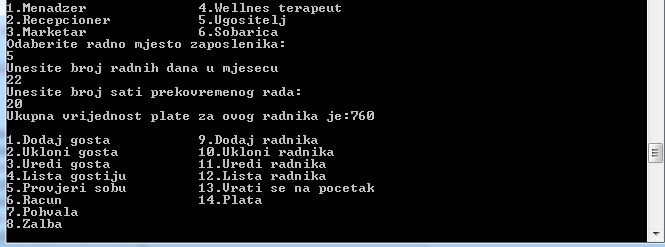 1.Menadzer 4.Wellnes terapeut
2.Recepcioner 5.Ugositelj
3.Marketar 6.Sobarica
Odaberite radno mjesto zaposlenika:
5
Unesite broj radnih dana u mjesecu
22
Unesite broj sati prekovremenog rada:
20
Ukupna vrijednost plate za ovog radnika je:760
1.Dodaj gosta 9.Dodaj radnika
2.Ukloni gosta 10.Ukloni radnika
3.Uredi gosta 11.Uredi radnika
4.Lista gostiju 12.Lista radnika
5.Provjeri sobu 13.Vrati se na pocetak
6.Racun 14.Plata
7.Pohvala
8.Zalba